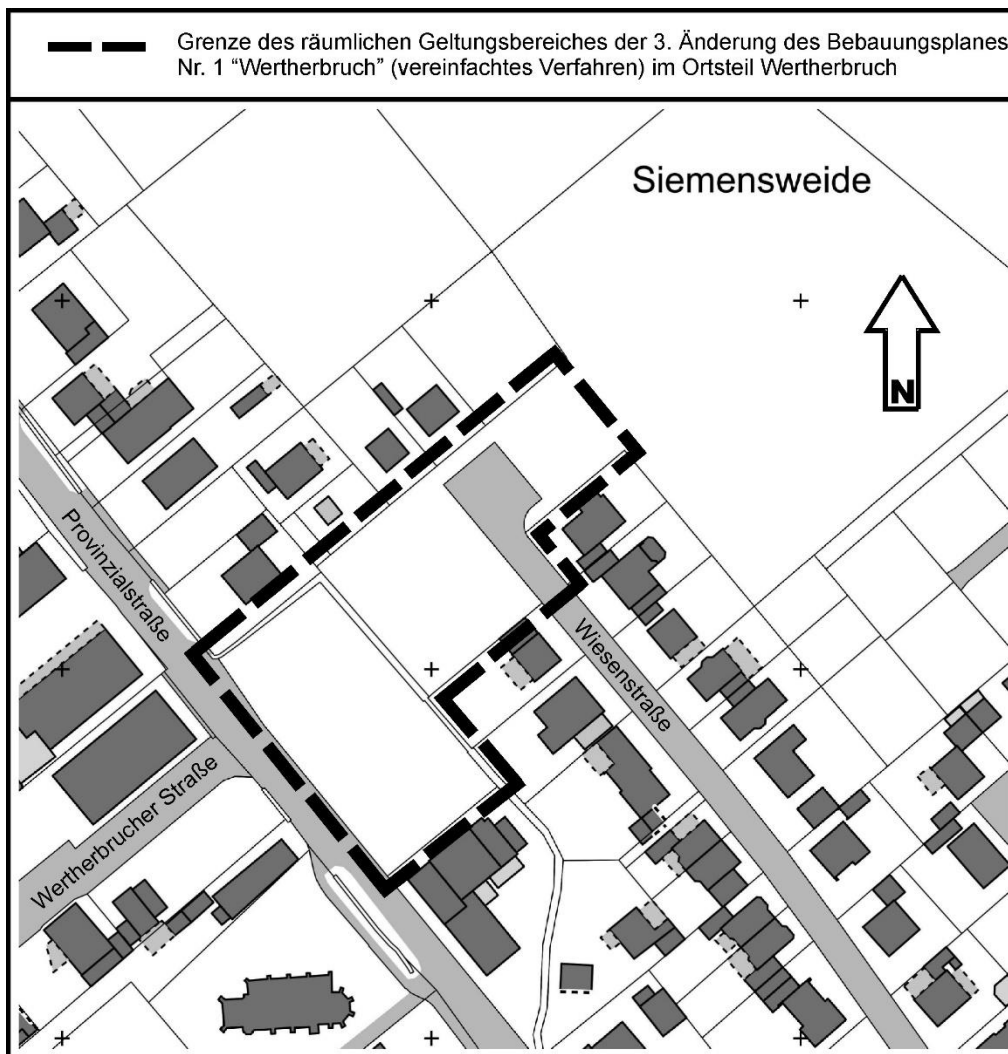 Grenze des räumlichen Geltungsbereiches der 3. Änderung des Bebauungsplanes
Nr. 1 "Wertherbruch" (vereinfachtes Verfahren) im Ortsteil Wertherbruch
Siemensweide
N
Provinzialstraße
Wiesenstraße
Wertherbrucher Straße